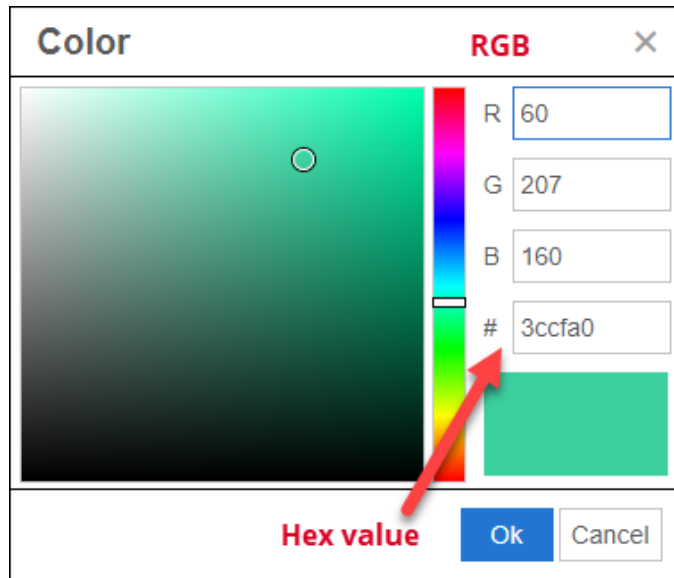 Color RGB ×
R 60
G 207
B 160
# 3ccfa0
Hex value
Ok Cancel